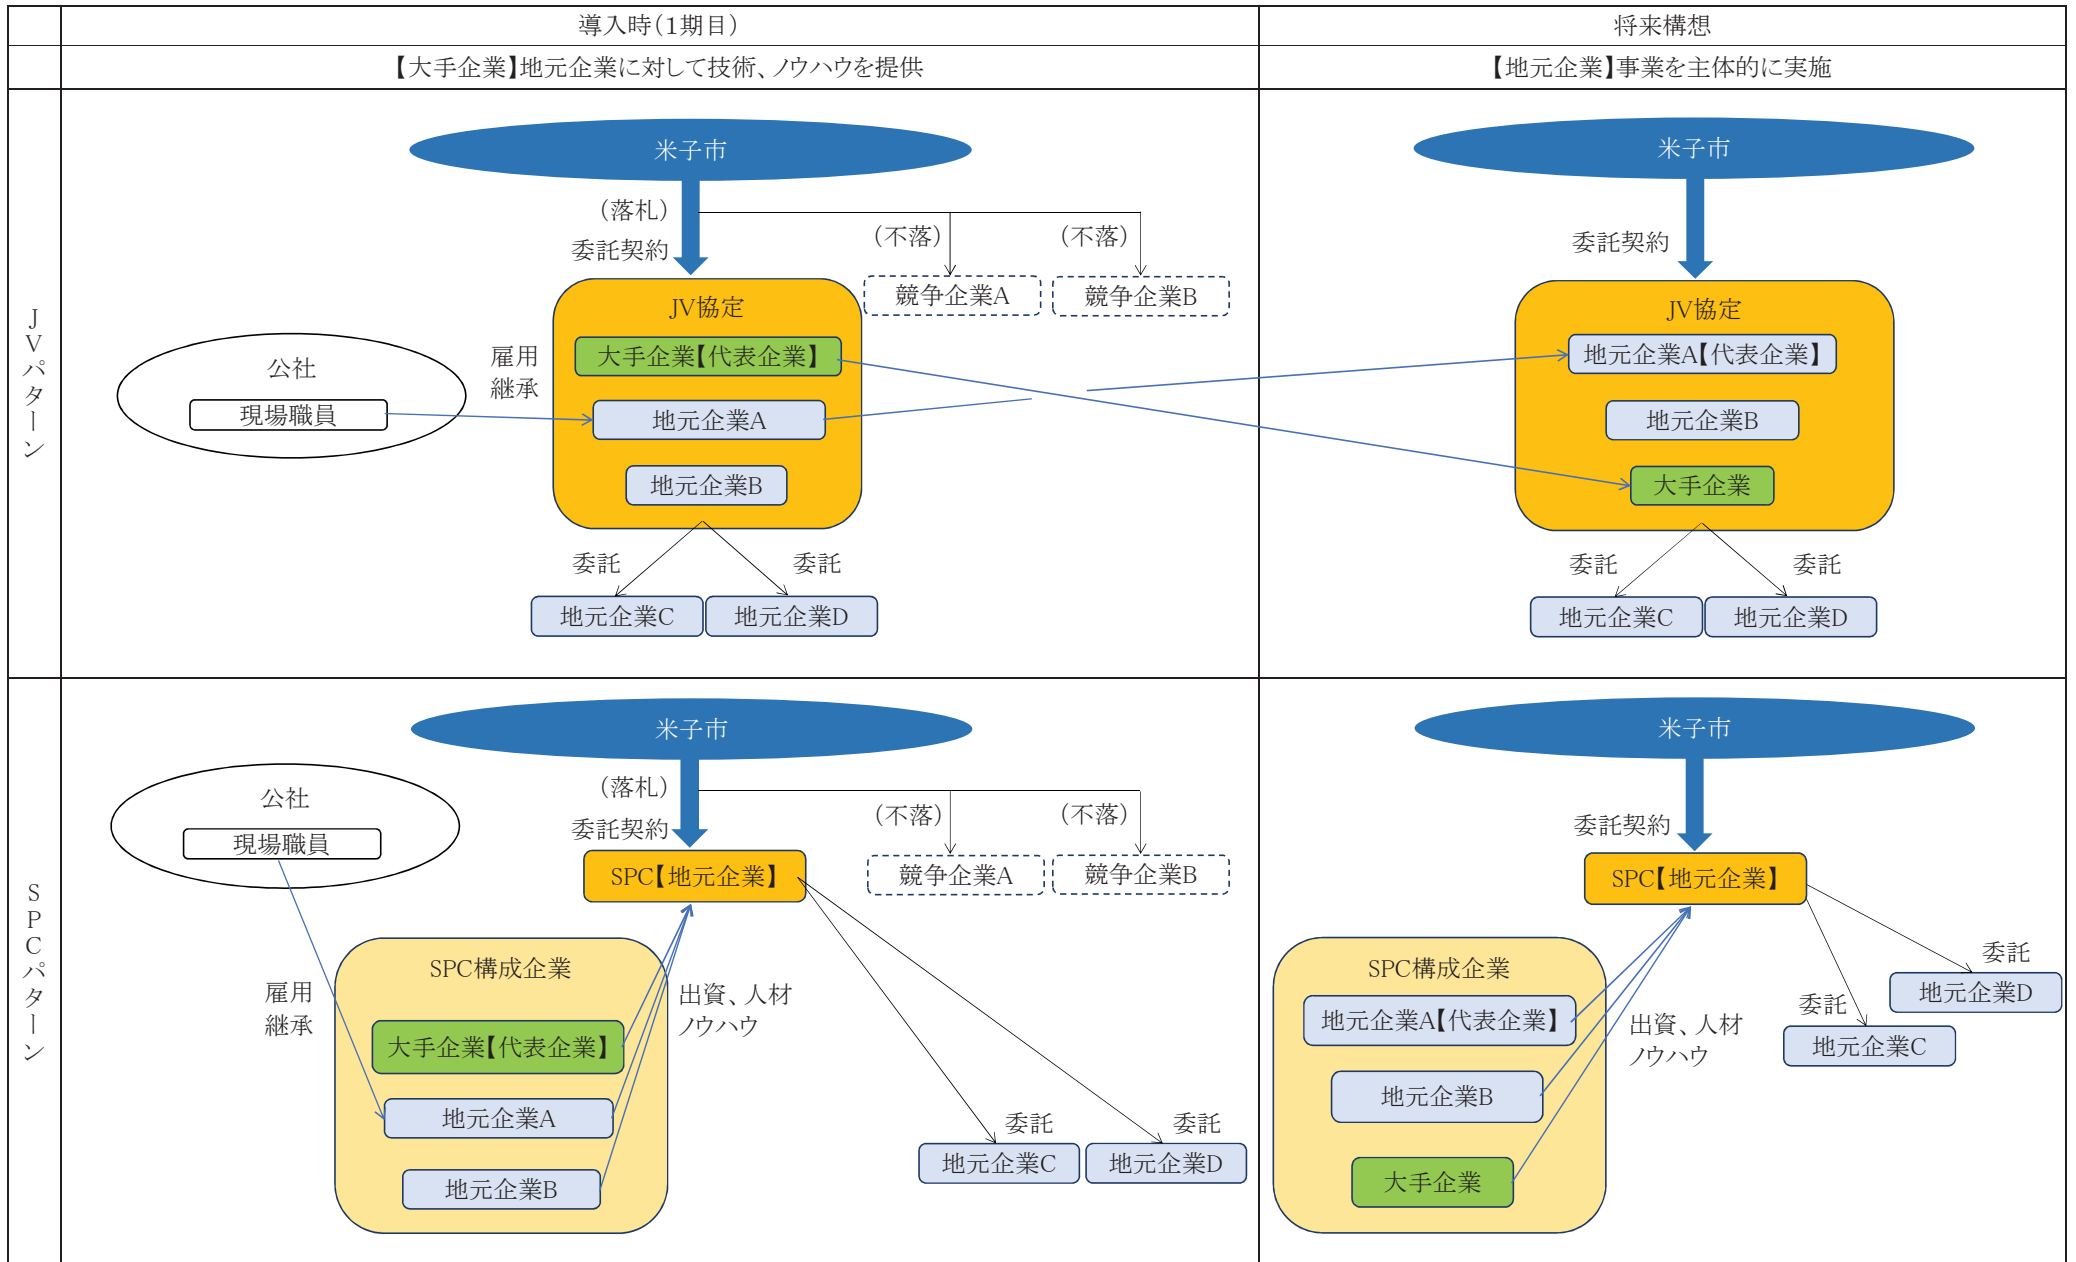 導入時（1期目）
将来構想
【大手企業】地元企業に対して技術、ノウハウを提供
【地元企業】事業を主体的に実施
JVパターン
米子市
（落札）
委託契約
（不落）
（不落）
競争企業A
競争企業B
JV協定
大手企業【代表企業】
地元企業A
地元企業B
公社
現場職員
雇用
継承
委託
委託
地元企業C
地元企業D
米子市
委託契約
JV協定
地元企業A【代表企業】
地元企業B
大手企業
委託
委託
地元企業C
地元企業D
SPCパターン
米子市
（落札）
委託契約
（不落）
（不落）
競争企業A
競争企業B
公社
現場職員
SPC【地元企業】
雇用
継承
SPC構成企業
大手企業【代表企業】
地元企業A
地元企業B
出資、人材
ノウハウ
委託
委託
地元企業C
地元企業D
米子市
委託契約
SPC【地元企業】
SPC構成企業
地元企業A【代表企業】
地元企業B
大手企業
出資、人材
ノウハウ
委託
地元企業D
委託
地元企業C